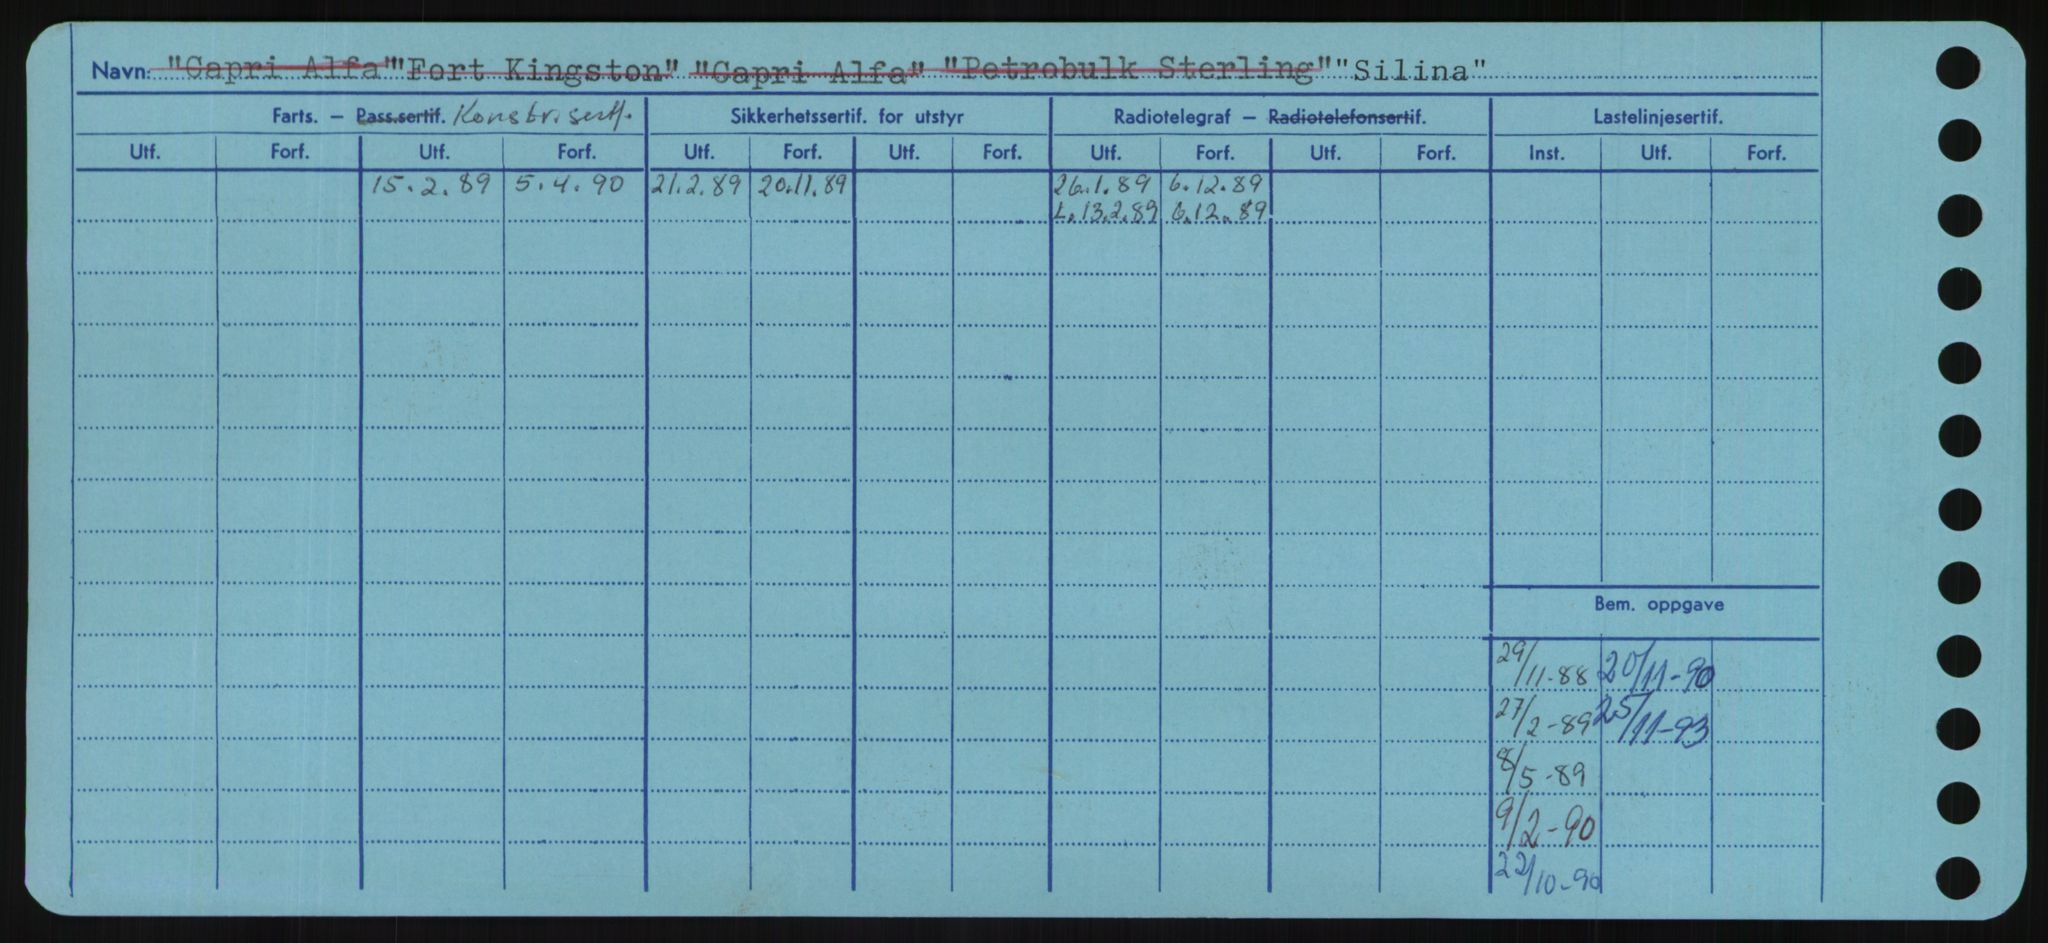 Navn: "Capri Alfa" "Fort Kingston" "Capri Alfa" "Petrobulk Sterling" "Silina"
Farts. – Pass.sertif. Konstr.sertf. Sikkerhetssertif. for utstyr Radiotelegraf – Radiotelefonsertif. Lastelinjesertif.
Utf. Forf. Utf. Forf. Utf. Forf. Utf. Forf. Utf. Forf. Utf. Forf. Inst. Utf. Forf.
15.2.89 5.4.90 21.2.89 20.11.89 26.1.89 6.12.89
L.13.2.89 6.12.89
Bem. oppgave
29/11-88 20/11-90
27/2-89 25/11-93
8/5-89
9/2-90
22/10-90